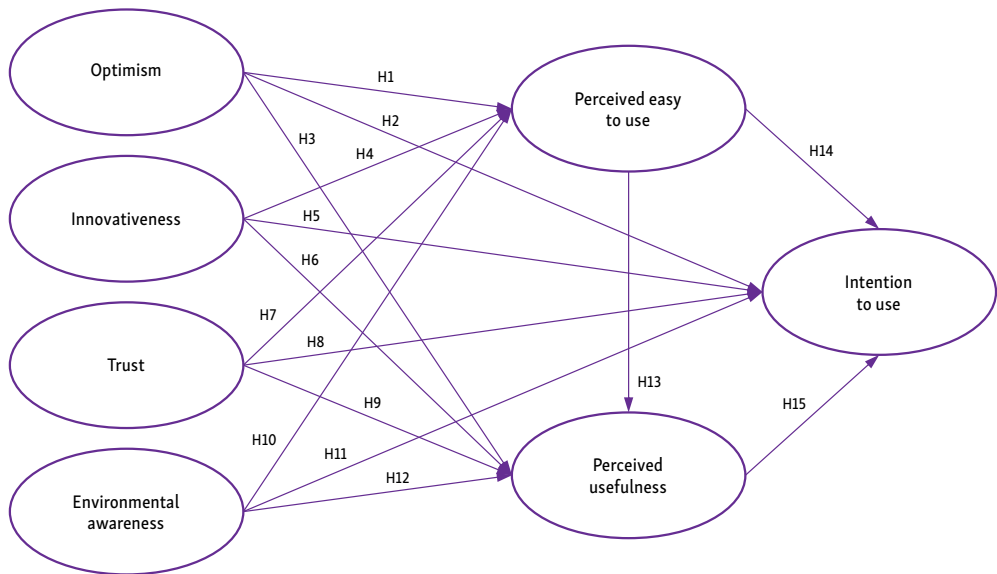 Optimism
H1
H2
H3
H4
Perceived easy
to use
H14
Innovativeness
H5
H6
Intention
to use
H7
H8
Trust
H9
H13
H15
H10
H11
H12
Perceived
usefulness
Environmental
awareness